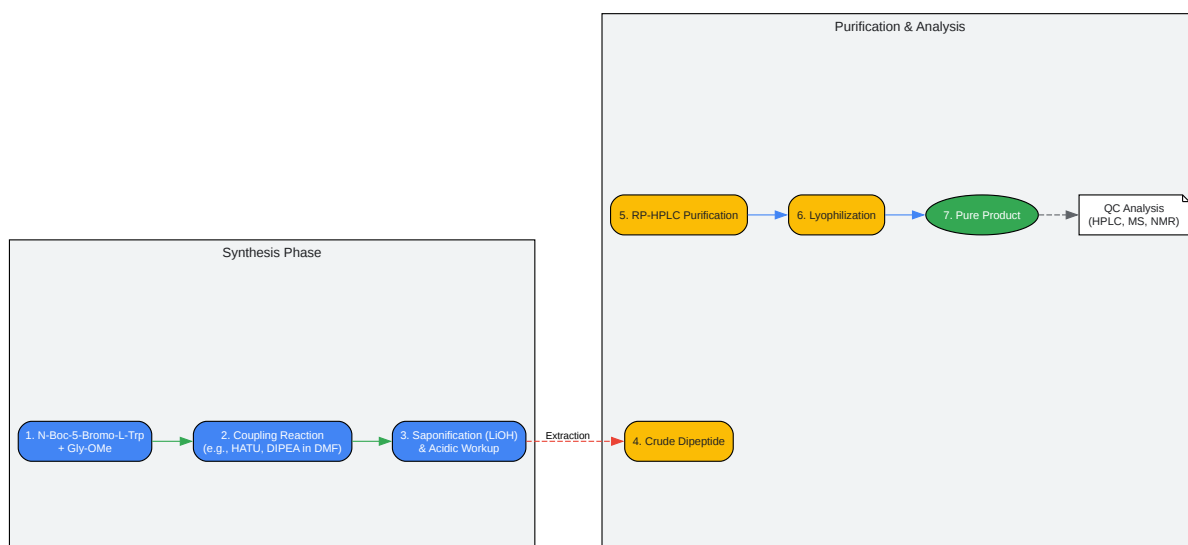 Purification & Analysis
5. RP-HPLC Purification
6. Lyophilization
7. Pure Product
QC Analysis
(HPLC, MS, NMR)
Synthesis Phase
1. N-Boc-5-Bromo-L-Trp
+ Gly-OMe
2. Coupling Reaction
(e.g., HATU, DIPEA in DMF)
3. Saponification (LiOH)
& Acidic Workup
Extraction
4. Crude Dipeptide